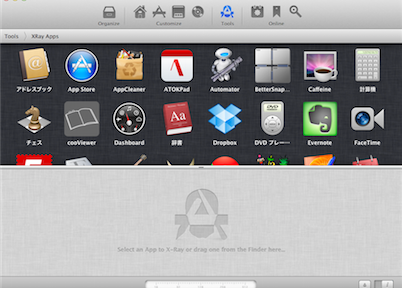 Organize Customize Tools Online
Tools XRay Apps
アドレスブック App Store AppCleaner ATOKPad Automator BetterSnap... Caffeine 計算機
チェス cooViewer Dashboard 辞書 Dropbox DVD プレー... Evernote FaceTime
Select an App to X-Ray or drag one from the Finder here...